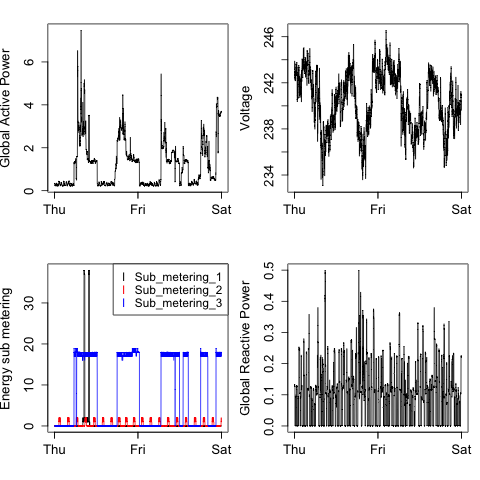 Global Active Power
0 2 4 6
Thu Fri Sat
Voltage
234 238 242 246
Thu Fri Sat
Energy sub metering
0 10 20 30
Sub_metering_1
Sub_metering_2
Sub_metering_3
Thu Fri Sat
Global Reactive Power
0.0 0.1 0.2 0.3 0.4 0.5
Thu Fri Sat